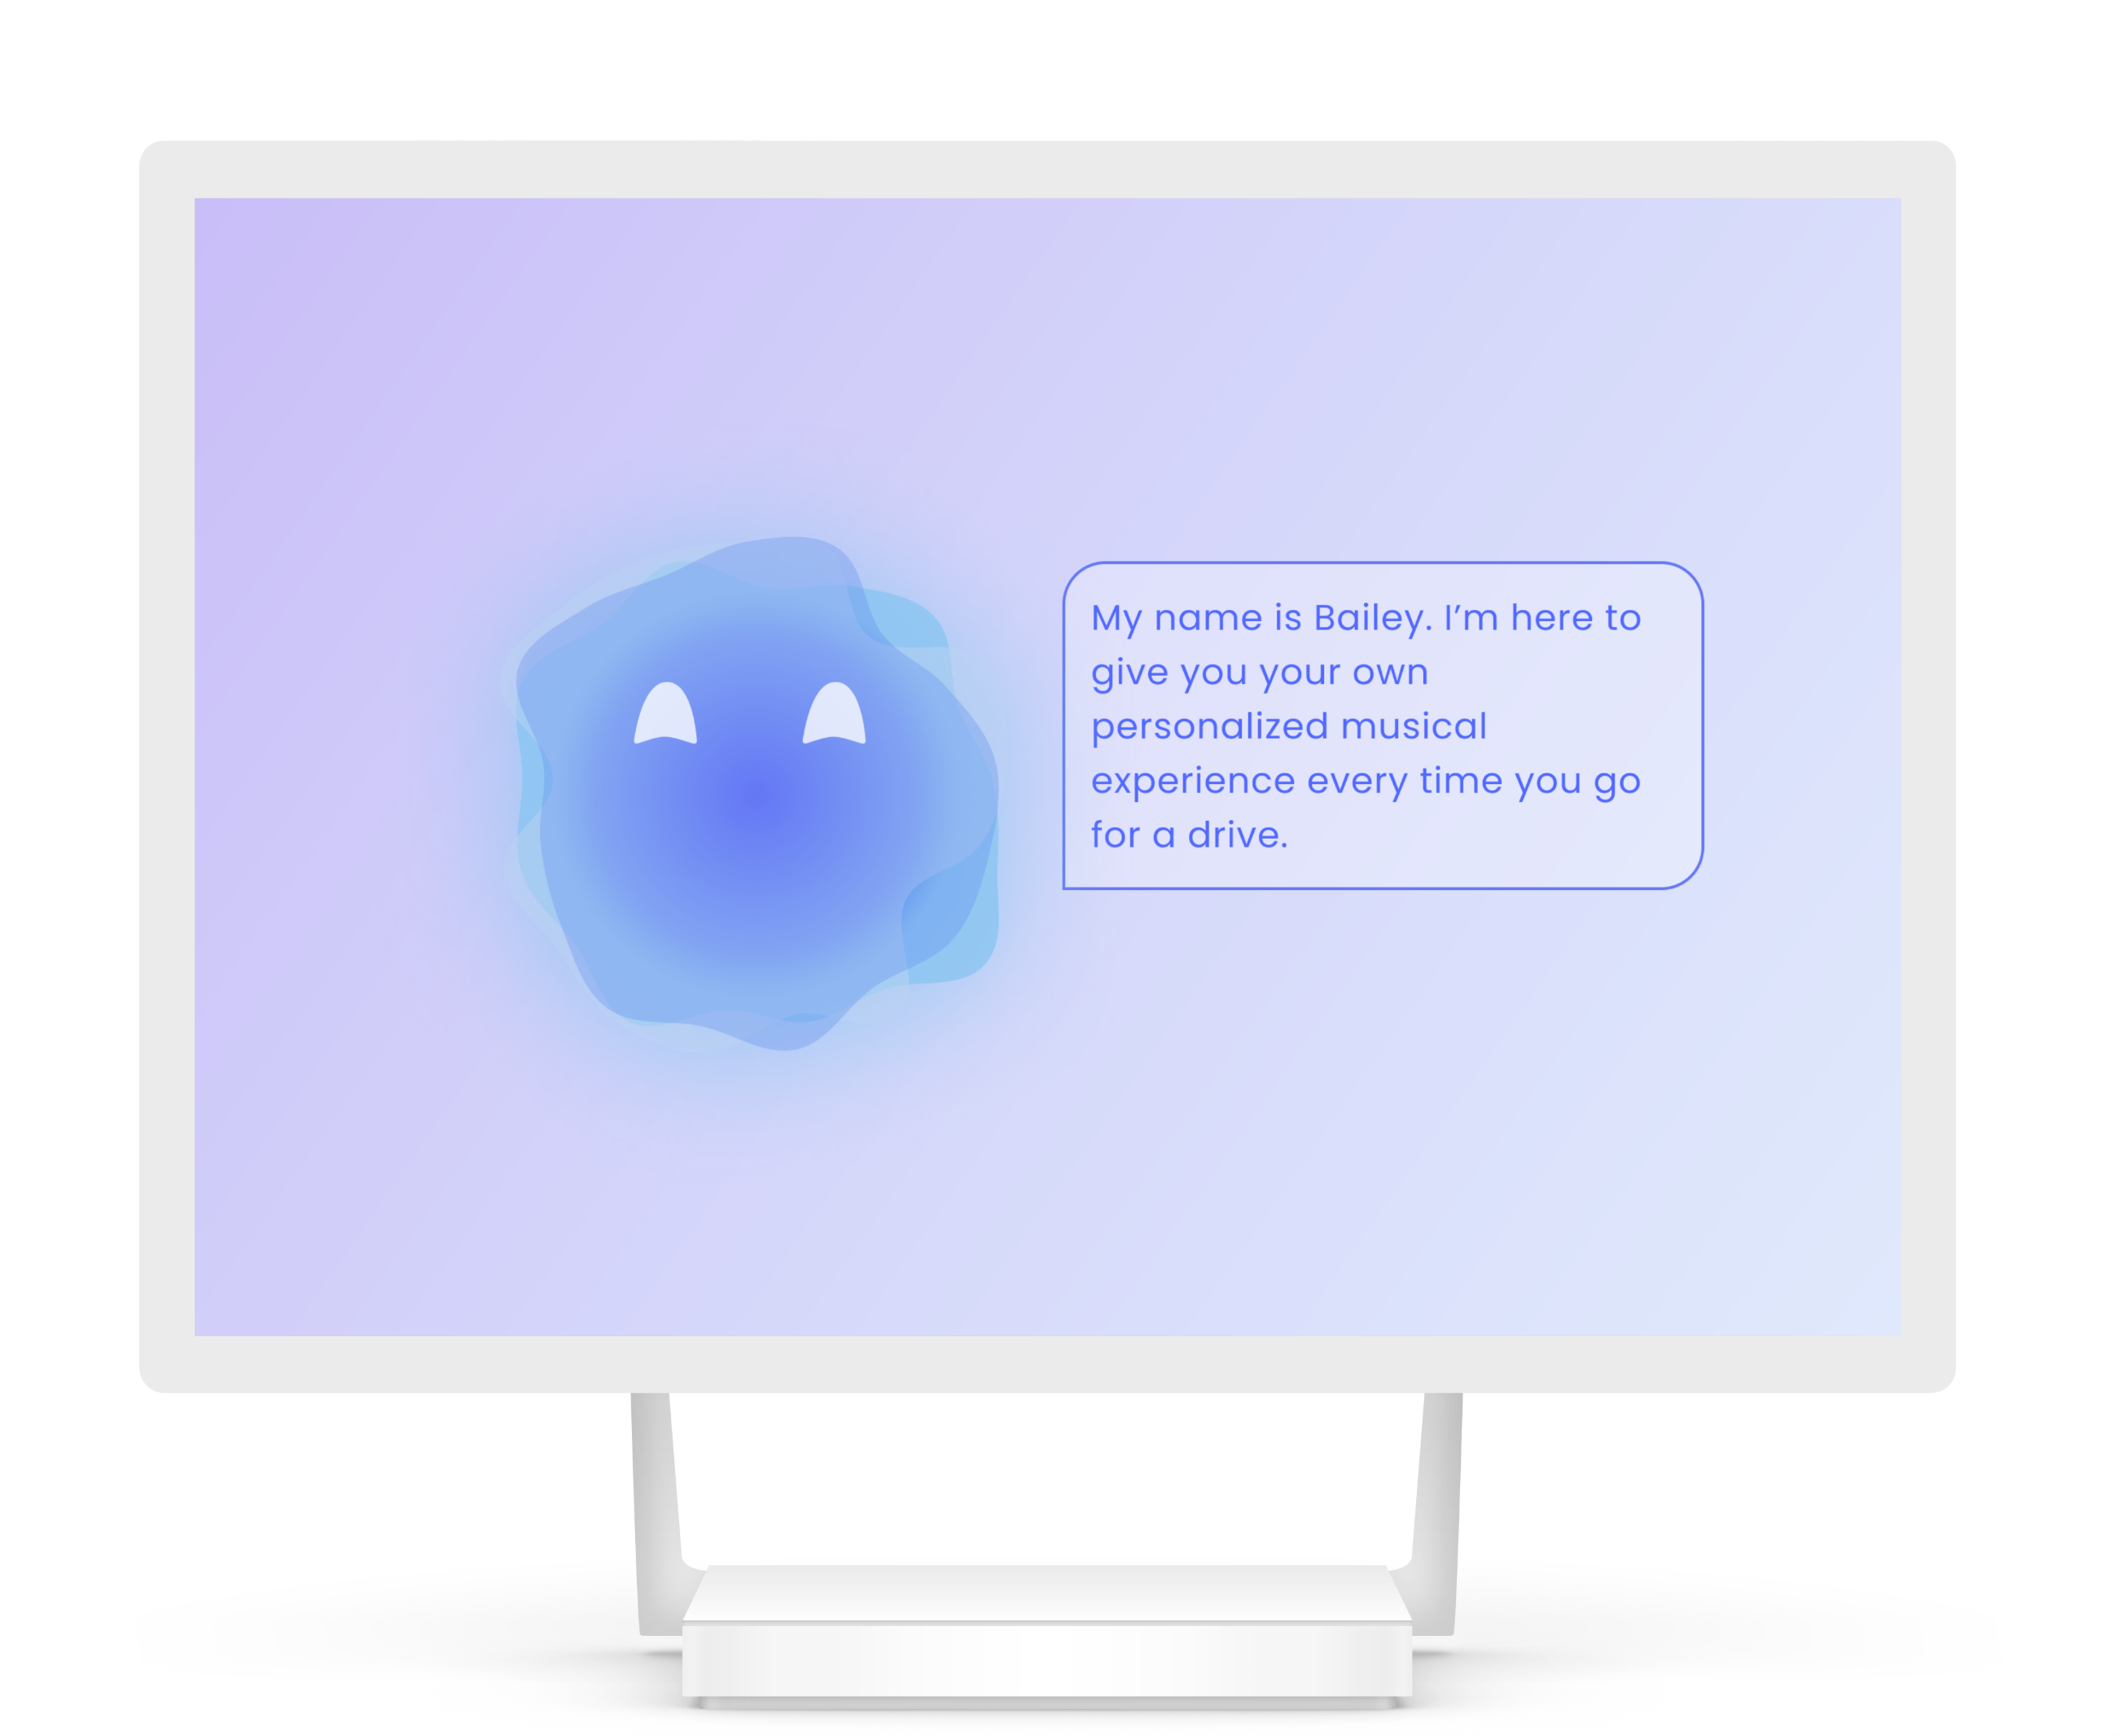 My name is Bailey. I’m here to
give you your own
personalized musical
experience every time you go
for a drive.